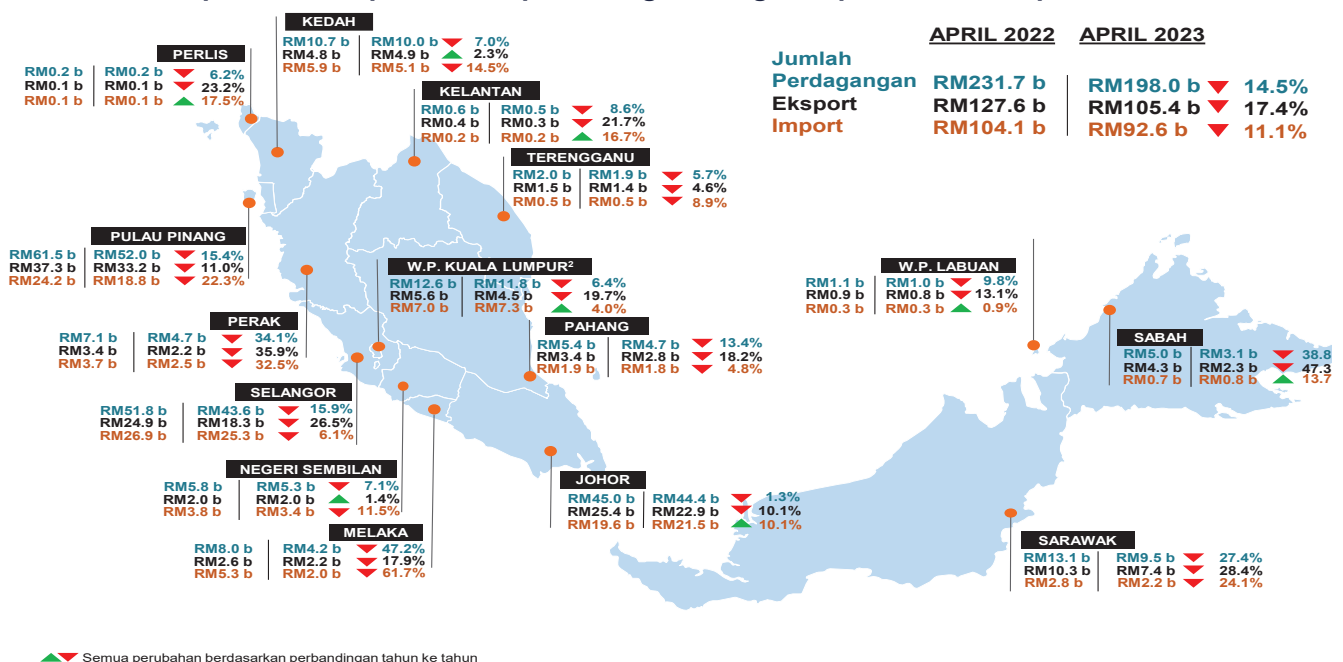 APRIL 2022 APRIL 2023
Jumlah
Perdagangan RM231.7 b RM198.0 b 14.5%
Eksport RM127.6 b RM105.4 b 17.4%
Import RM104.1 b RM92.6 b 11.1%
KEDAH
RM10.7 b RM10.0 b 7.0%
RM4.8 b RM4.9 b 2.3%
RM5.9 b RM5.1 b 14.5%
PERLIS
RM0.2 b RM0.2 b 6.2%
RM0.1 b RM0.1 b 23.2%
RM0.1 b RM0.1 b 17.5%
KELANTAN
RM0.6 b RM0.5 b 8.6%
RM0.4 b RM0.3 b 21.7%
RM0.2 b RM0.2 b 16.7%
TERENGGANU
RM2.0 b RM1.9 b 5.7%
RM1.5 b RM1.4 b 4.6%
RM0.5 b RM0.5 b 8.9%
PULAU PINANG
RM61.5 b RM52.0 b 15.4%
RM37.3 b RM33.2 b 11.0%
RM24.2 b RM18.8 b 22.3%
W.P. KUALA LUMPUR²
RM12.6 b RM11.8 b 6.4%
RM5.6 b RM4.5 b 19.7%
RM7.0 b RM7.3 b 4.0%
W.P. LABUAN
RM1.1 b RM1.0 b 9.8%
RM0.9 b RM0.8 b 13.1%
RM0.3 b RM0.3 b 0.9%
PERAK
RM7.1 b RM4.7 b 34.1%
RM3.4 b RM2.2 b 35.9%
RM3.7 b RM2.5 b 32.5%
PAHANG
RM5.4 b RM4.7 b 13.4%
RM3.4 b RM2.8 b 18.2%
RM1.9 b RM1.8 b 4.8%
SABAH
RM5.0 b RM3.1 b 38.8
RM4.3 b RM2.3 b 47.3
RM0.7 b RM0.8 b 13.7
SELANGOR
RM51.8 b RM43.6 b 15.9%
RM24.9 b RM18.3 b 26.5%
RM26.9 b RM25.3 b 6.1%
NEGERI SEMBILAN
RM5.8 b RM5.3 b 7.1%
RM2.0 b RM2.0 b 1.4%
RM3.8 b RM3.4 b 11.5%
JOHOR
RM45.0 b RM44.4 b 1.3%
RM25.4 b RM22.9 b 10.1%
RM19.6 b RM21.5 b 10.1%
MELAKA
RM8.0 b RM4.2 b 47.2%
RM2.6 b RM2.2 b 17.9%
RM5.3 b RM2.0 b 61.7%
SARAWAK
RM13.1 b RM9.5 b 27.4%
RM10.3 b RM7.4 b 28.4%
RM2.8 b RM2.2 b 24.1%
Semua perubahan berdasarkan perbandingan tahun ke tahun